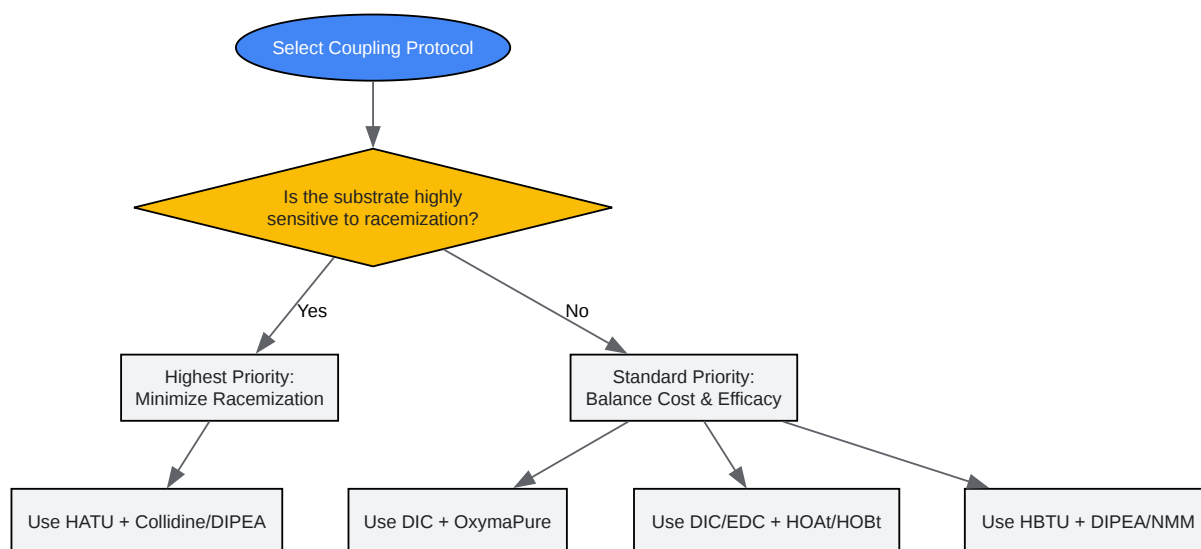 Select Coupling Protocol
Is the substrate highly
sensitive to racemization?
Yes
No
Highest Priority:
Minimize Racemization
Standard Priority:
Balance Cost & Efficacy
Use HATU + Collidine/DIPEA
Use DIC + OxymaPure
Use DIC/EDC + HOAt/HOBt
Use HBTU + DIPEA/NMM